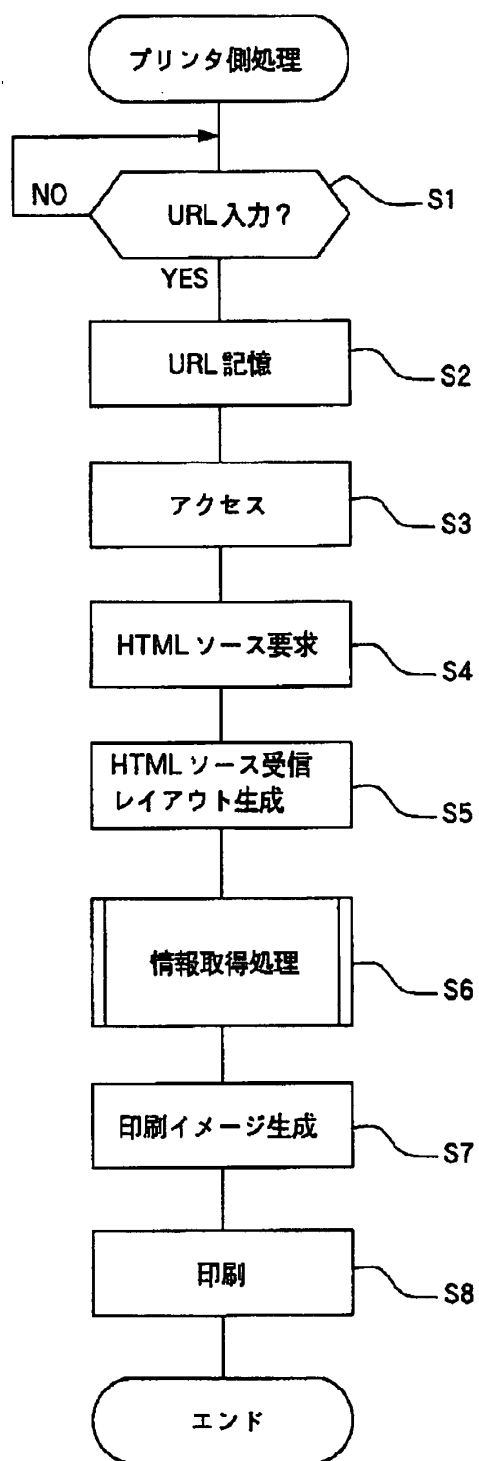 プリンタ側処理
NO
URL入力?
S1
YES
URL記憶
S2
アクセス
S3
HTMLソース要求
S4
HTMLソース受信
レイアウト生成
S5
情報取得処理
S6
印刷イメージ生成
S7
印刷
S8
エンド